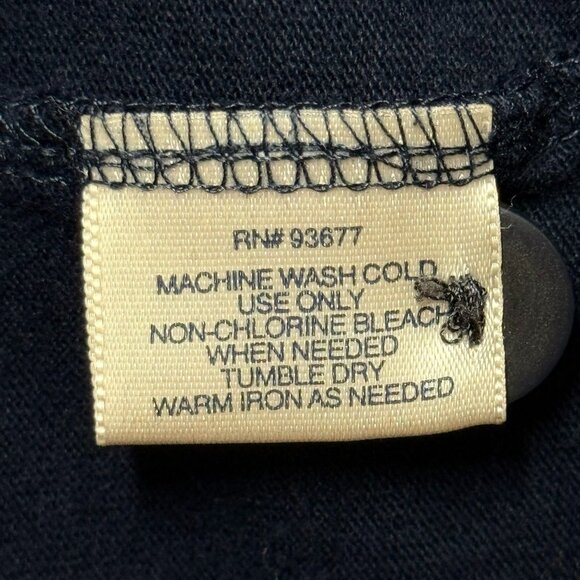 RN# 93677
MACHINE WASH COLD
USE ONLY
NON-CHLORINE BLEACH
WHEN NEEDED
TUMBLE DRY
WARM IRON AS NEEDED